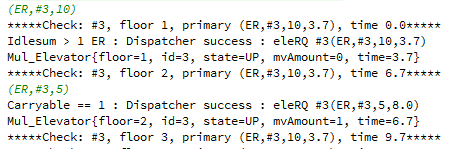 (ER,#3,10)
*****Check: #3, floor 1, primary (ER,#3,10,3.7), time 0.0*****
Idlesum > 1 ER : Dispatcher success : eleRQ #3(ER,#3,10,3.7)
Mul_Elevator{floor=1, id=3, state=UP, mvAmount=0, time=3.7}
*****Check: #3, floor 2, primary (ER,#3,10,3.7), time 6.7*****
(ER,#3,5)
Carryable == 1 : Dispatcher success : eleRQ #3(ER,#3,5,8.0)
Mul_Elevator{floor=2, id=3, state=UP, mvAmount=1, time=6.7}
*****Check: #3, floor 3, primary (ER,#3,10,3.7), time 9.7*****